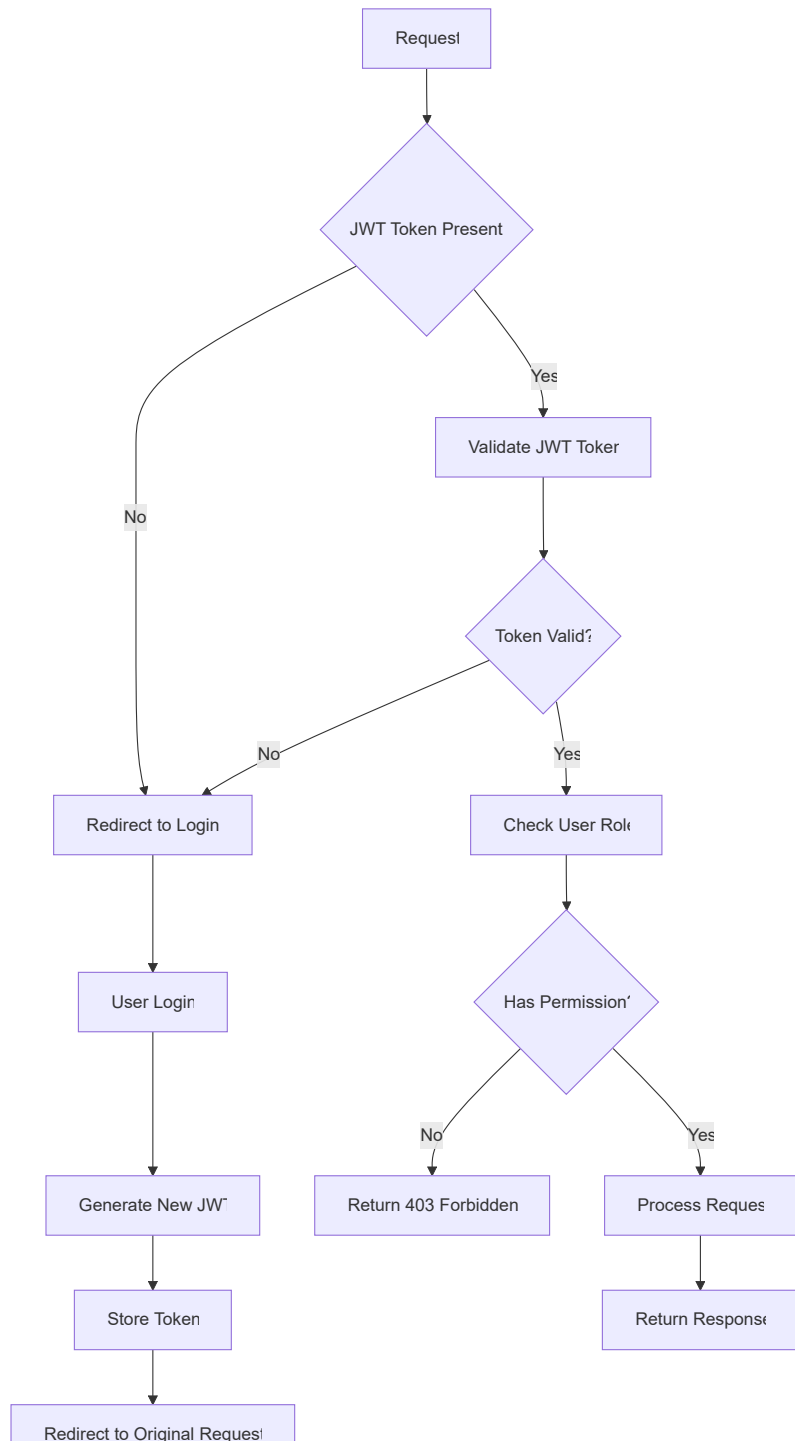 Request
JWT Token Present
Yes
Validate JWT Token
No
Token Valid?
No
Yes
Redirect to Login
Check User Role
User Login
Has Permission?
No
Yes
Generate New JWT
Return 403 Forbidden
Process Reques
Store Token
Return Response
Redirect to Original Request